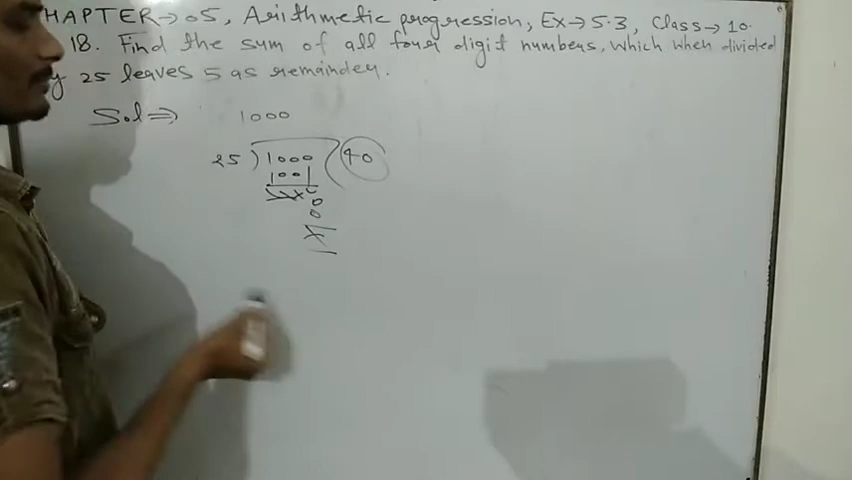 HAPTER→05, Arithmetic progression, Ex→5.3, Class→10.
18. Find the sum of all four digit numbers, which when divided
y 25 leaves 5 as remainder.
Sol⇒ 1000
25)1000(40
100
0
0